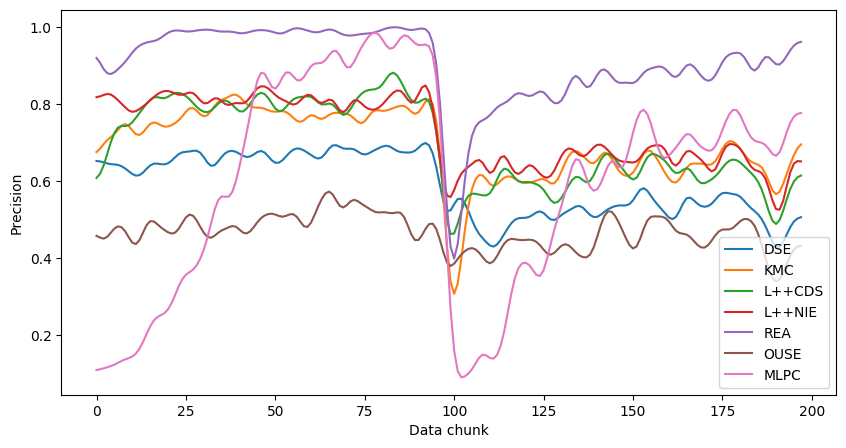 1.0
0.8
0.6
0.4
0.2
Precision
0
25
50
75
100
125
150
175
200
Data chunk
DSE
KMC
L++CDS
L++NIE
REA
OUSE
MLPC